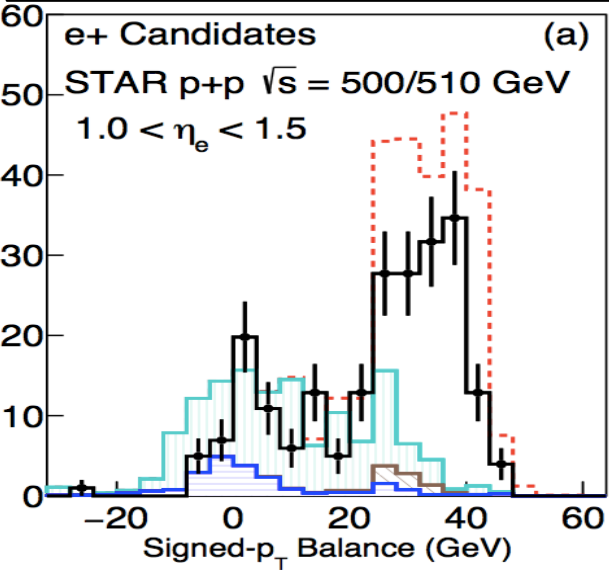 60
e+ Candidates (a)
50
STAR p+p √s = 500/510 GeV
1.0 < ηe < 1.5
40
30
20
10
0
−20 0 20 40 60
Signed-pT Balance (GeV)